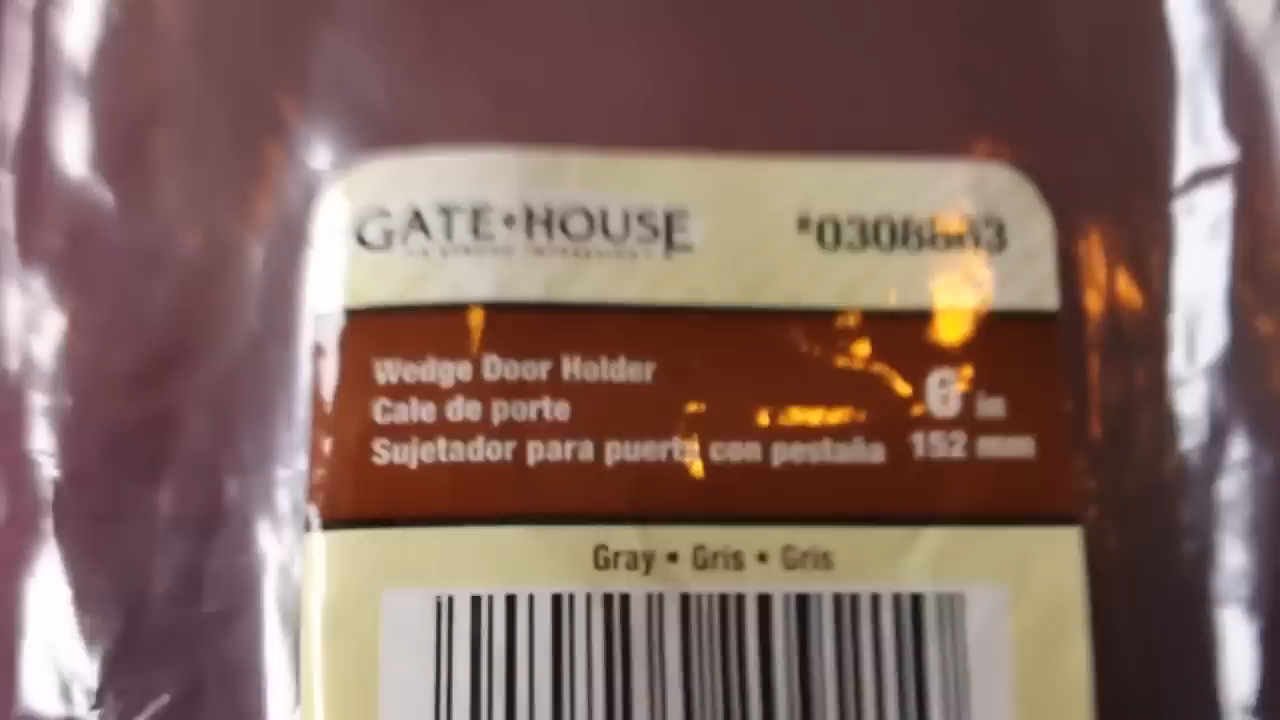 GATE•HOUSE
Wedge Door Holder
Cale de porte
Sujetador para puerta con pestaña
6 in
152 mm
Gray • Gris • Gris